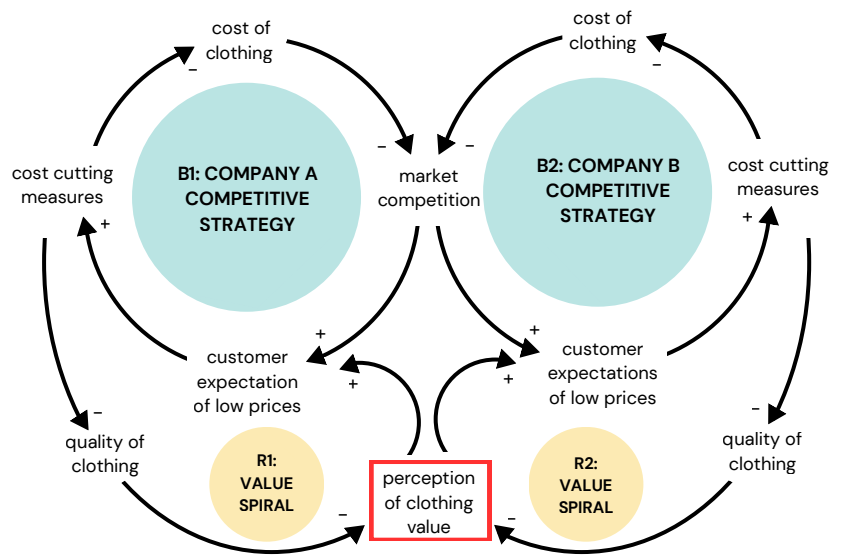 cost of
clothing
cost of
clothing
–
–
B1: COMPANY A
COMPETITIVE
STRATEGY
B2: COMPANY B
COMPETITIVE
STRATEGY
–
–
market
competition
cost cutting
measures
cost cutting
measures
+
+
+
+
customer
expectation
of low prices
customer
expectations
of low prices
+
+
–
–
quality of
clothing
quality of
clothing
R1:
VALUE
SPIRAL
R2:
VALUE
SPIRAL
perception
of clothing
value
–
–